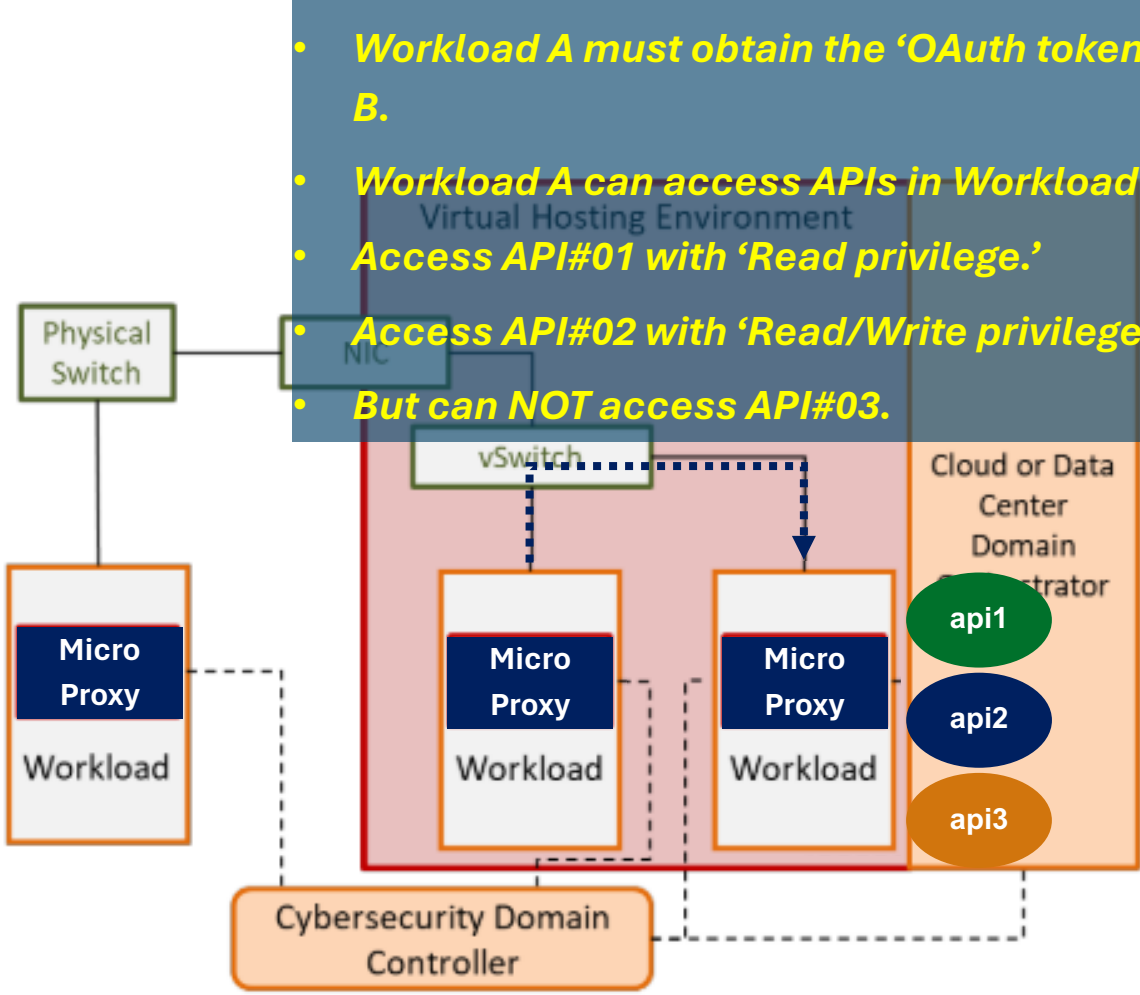 • Workload A must obtain the ‘OAuth token
B.
• Workload A can access APIs in Workload
Virtual Hosting Environment
• Access API#01 with ‘Read privilege.’
• Access API#02 with ‘Read/Write privilege
• But can NOT access API#03.
Physical
Switch
NIC
vSwitch
Cloud or Data
Center
Domain
api1
api2
api3
Micro
Proxy
Workload
Micro
Proxy
Workload
Micro
Proxy
Workload
Cybersecurity Domain
Controller